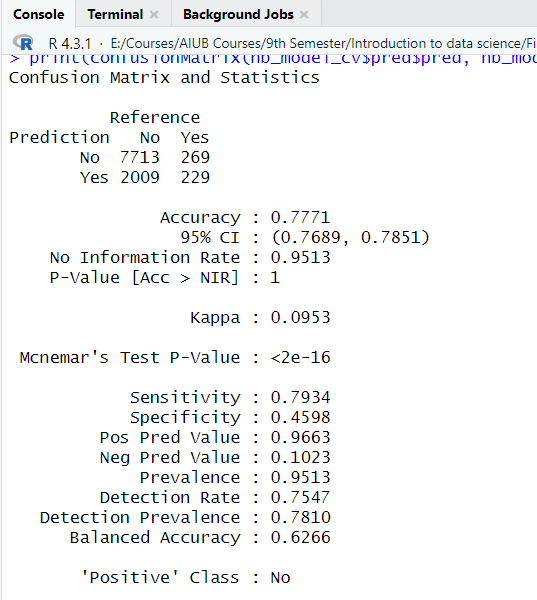 Console Terminal Background Jobs
R 4.3.1 · E:/Courses/AIUB Courses/9th Semester/Introduction to data science/Fi
> print(confusionMatrix(nb_model_cv$pred$pred, nb_mod
Confusion Matrix and Statistics
Reference
Prediction No Yes
No 7713 269
Yes 2009 229
Accuracy : 0.7771
95% CI : (0.7689, 0.7851)
No Information Rate : 0.9513
P-Value [Acc > NIR] : 1
Kappa : 0.0953
Mcnemar's Test P-Value : <2e-16
Sensitivity : 0.7934
Specificity : 0.4598
Pos Pred Value : 0.9663
Neg Pred Value : 0.1023
Prevalence : 0.9513
Detection Rate : 0.7547
Detection Prevalence : 0.7810
Balanced Accuracy : 0.6266
'Positive' Class : No